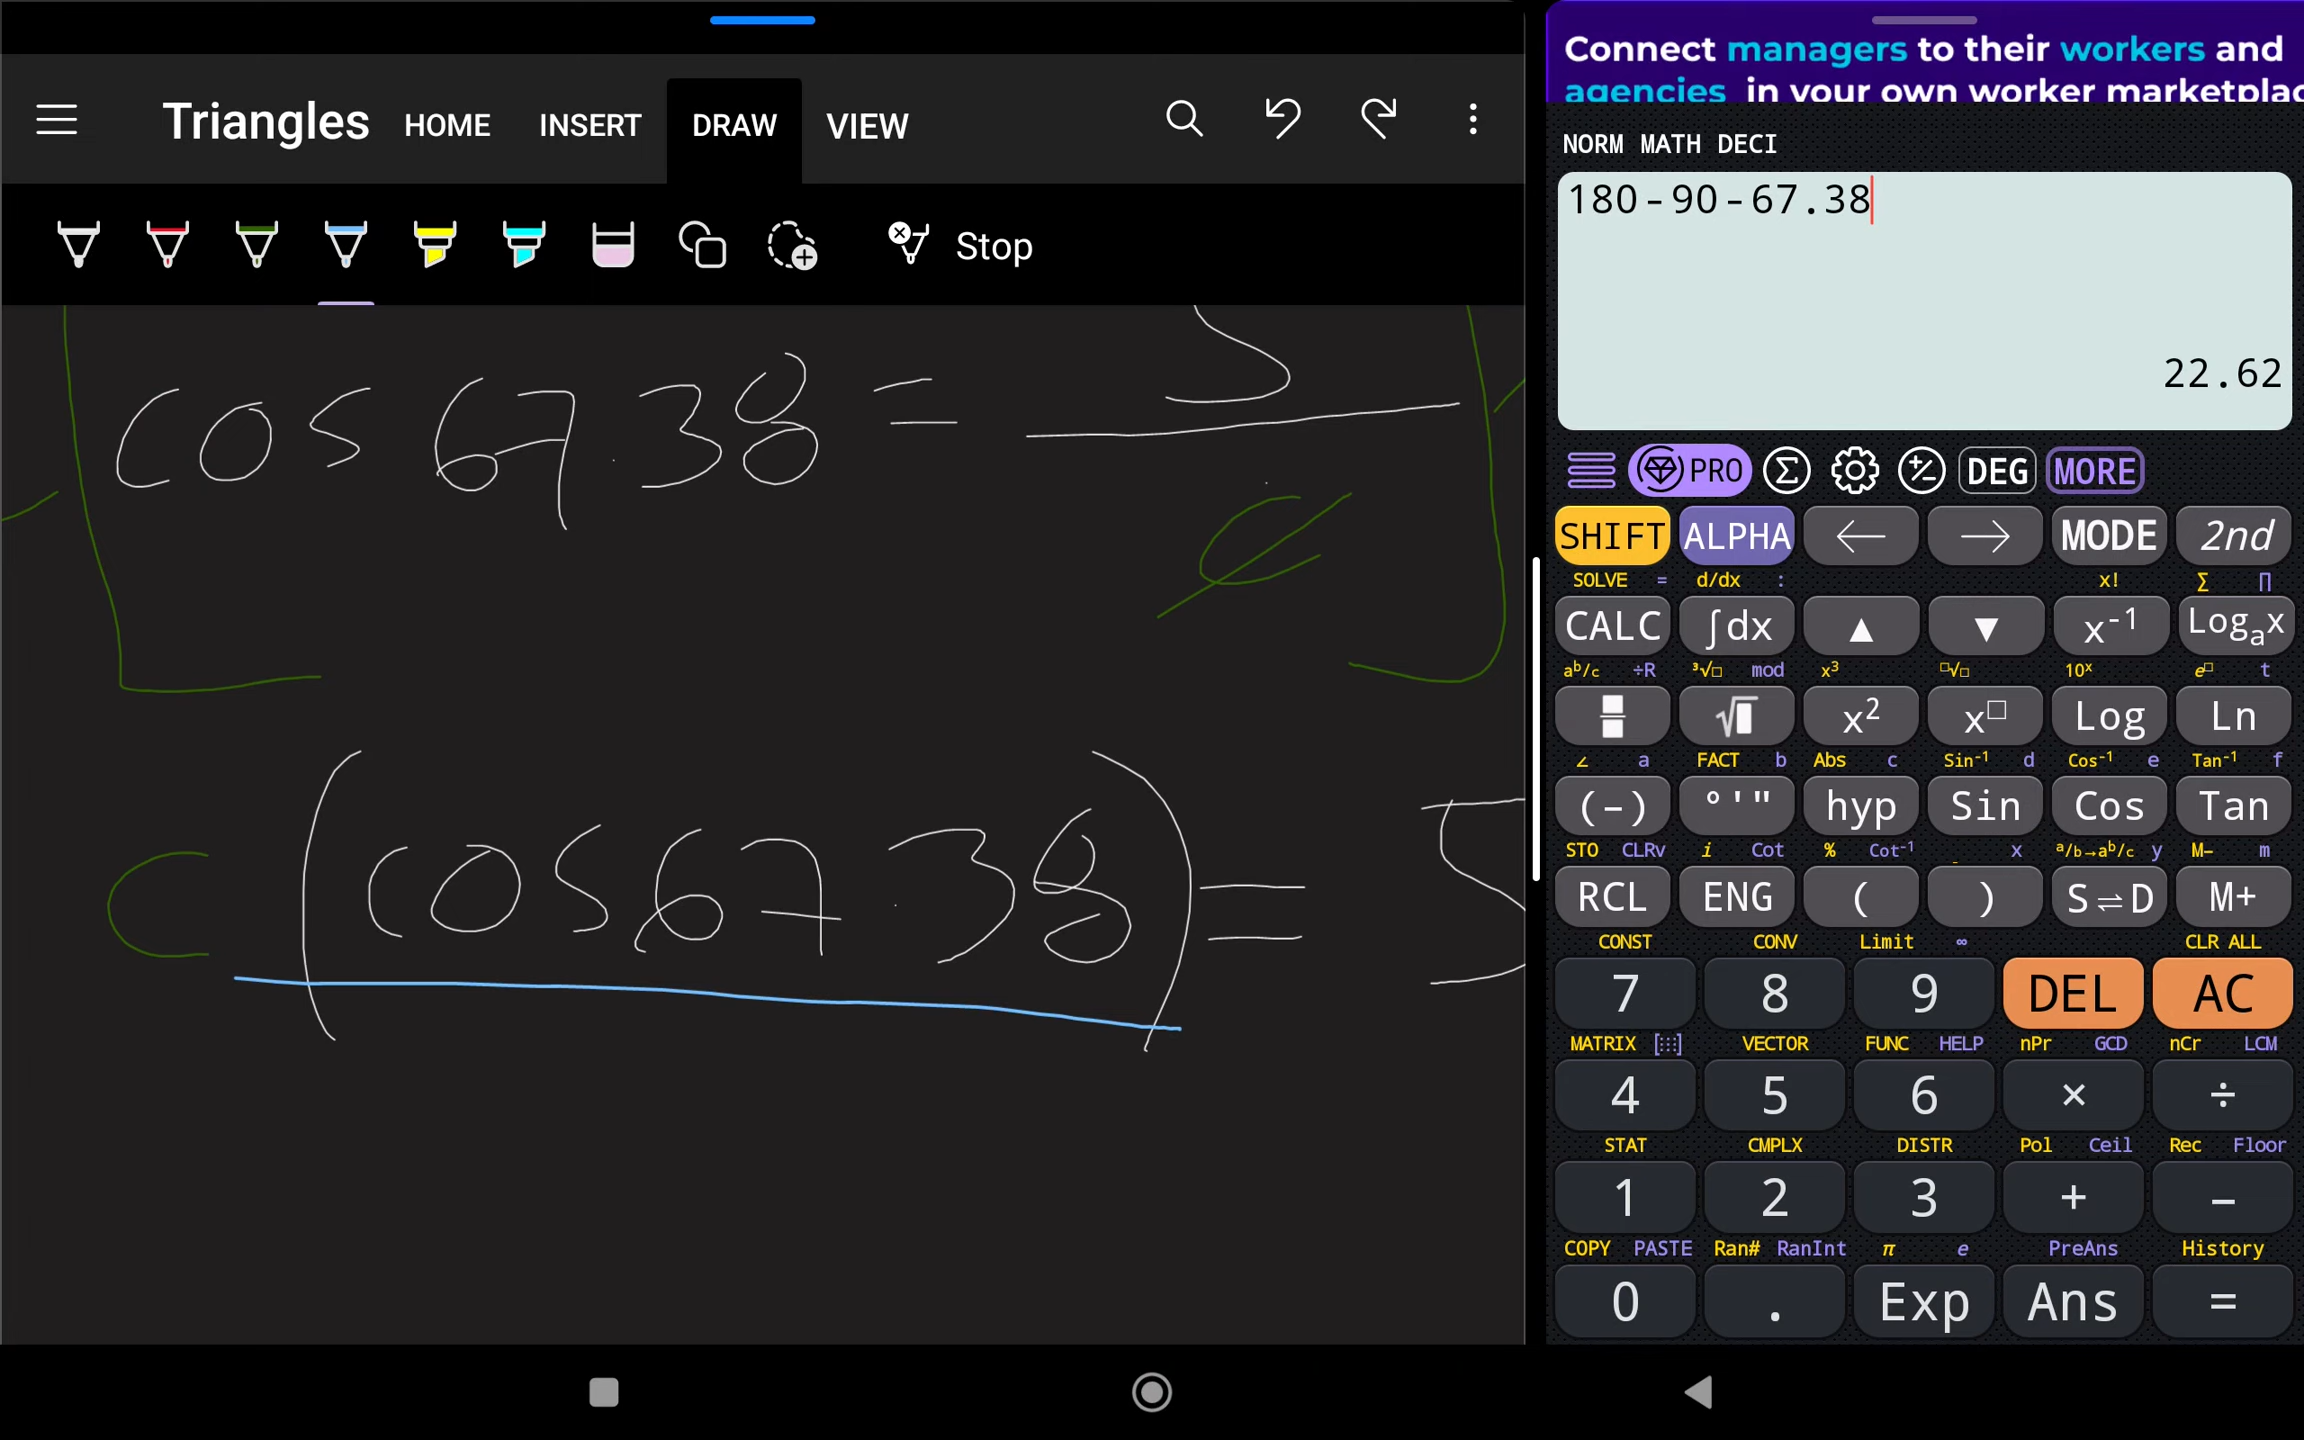 Connect managers to their workers and
agencies in your own worker marketplac
Triangles HOME INSERT DRAW VIEW
Stop
NORM MATH DECI
180-90-67.38
22.62
cos 67.38 = 5
c
c (cos67.38) = 5
PRO DEG MORE
SHIFT ALPHA ← → MODE 2nd
SOLVE = d/dx : x! Σ ∏
CALC ∫dx ▲ ▼ x⁻¹ Logₐx
aᵇ/c ÷R ³√□ mod x³ □√□ 10ˣ e□ t
√ x² x□ Log Ln
∠ a FACT b Abs c Sin⁻¹ d Cos⁻¹ e Tan⁻¹ f
(-) °'" hyp Sin Cos Tan
STO CLRv i Cot % Cot⁻¹ x a/b→aᵇ/c y M- m
RCL ENG ( ) S⇌D M+
CONST CONV Limit ∞ CLR ALL
7 8 9 DEL AC
MATRIX [:::] VECTOR FUNC HELP nPr GCD nCr LCM
4 5 6 × ÷
STAT CMPLX DISTR Pol Ceil Rec Floor
1 2 3 + −
COPY PASTE Ran# RanInt π e PreAns History
0 . Exp Ans =